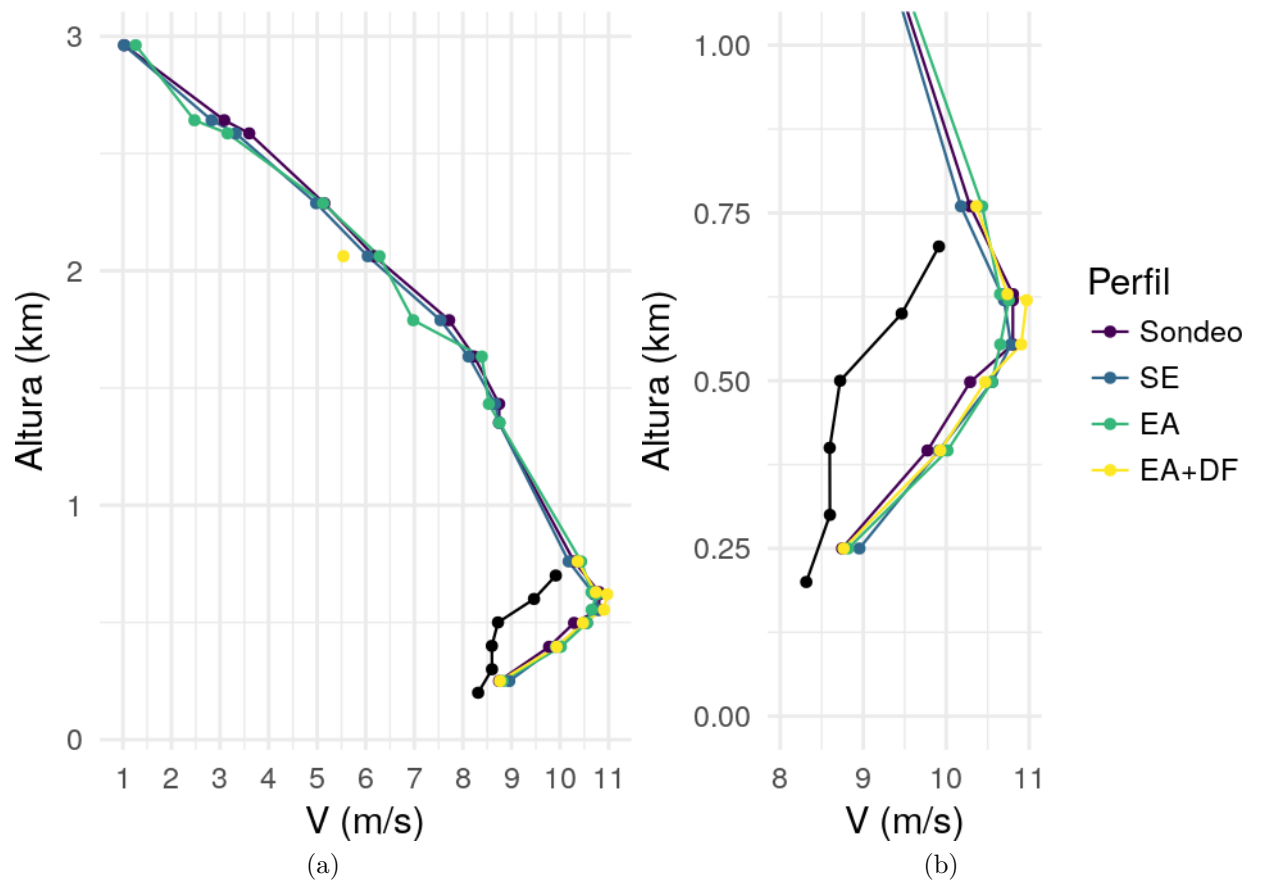 3
2
1
0
Altura (km)
1 2 3 4 5 6 7 8 9 10 11
V (m/s)
(a)
1.00
0.75
0.50
0.25
0.00
Altura (km)
8 9 10 11
V (m/s)
(b)
Perfil
Sondeo
SE
EA
EA+DF